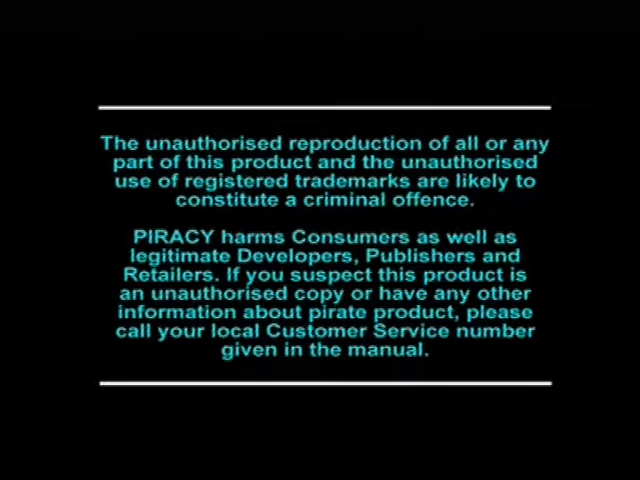 The unauthorised reproduction of all or any
part of this product and the unauthorised
use of registered trademarks are likely to
constitute a criminal offence.
PIRACY harms Consumers as well as
legitimate Developers, Publishers and
Retailers. If you suspect this product is
an unauthorised copy or have any other
information about pirate product, please
call your local Customer Service number
given in the manual.